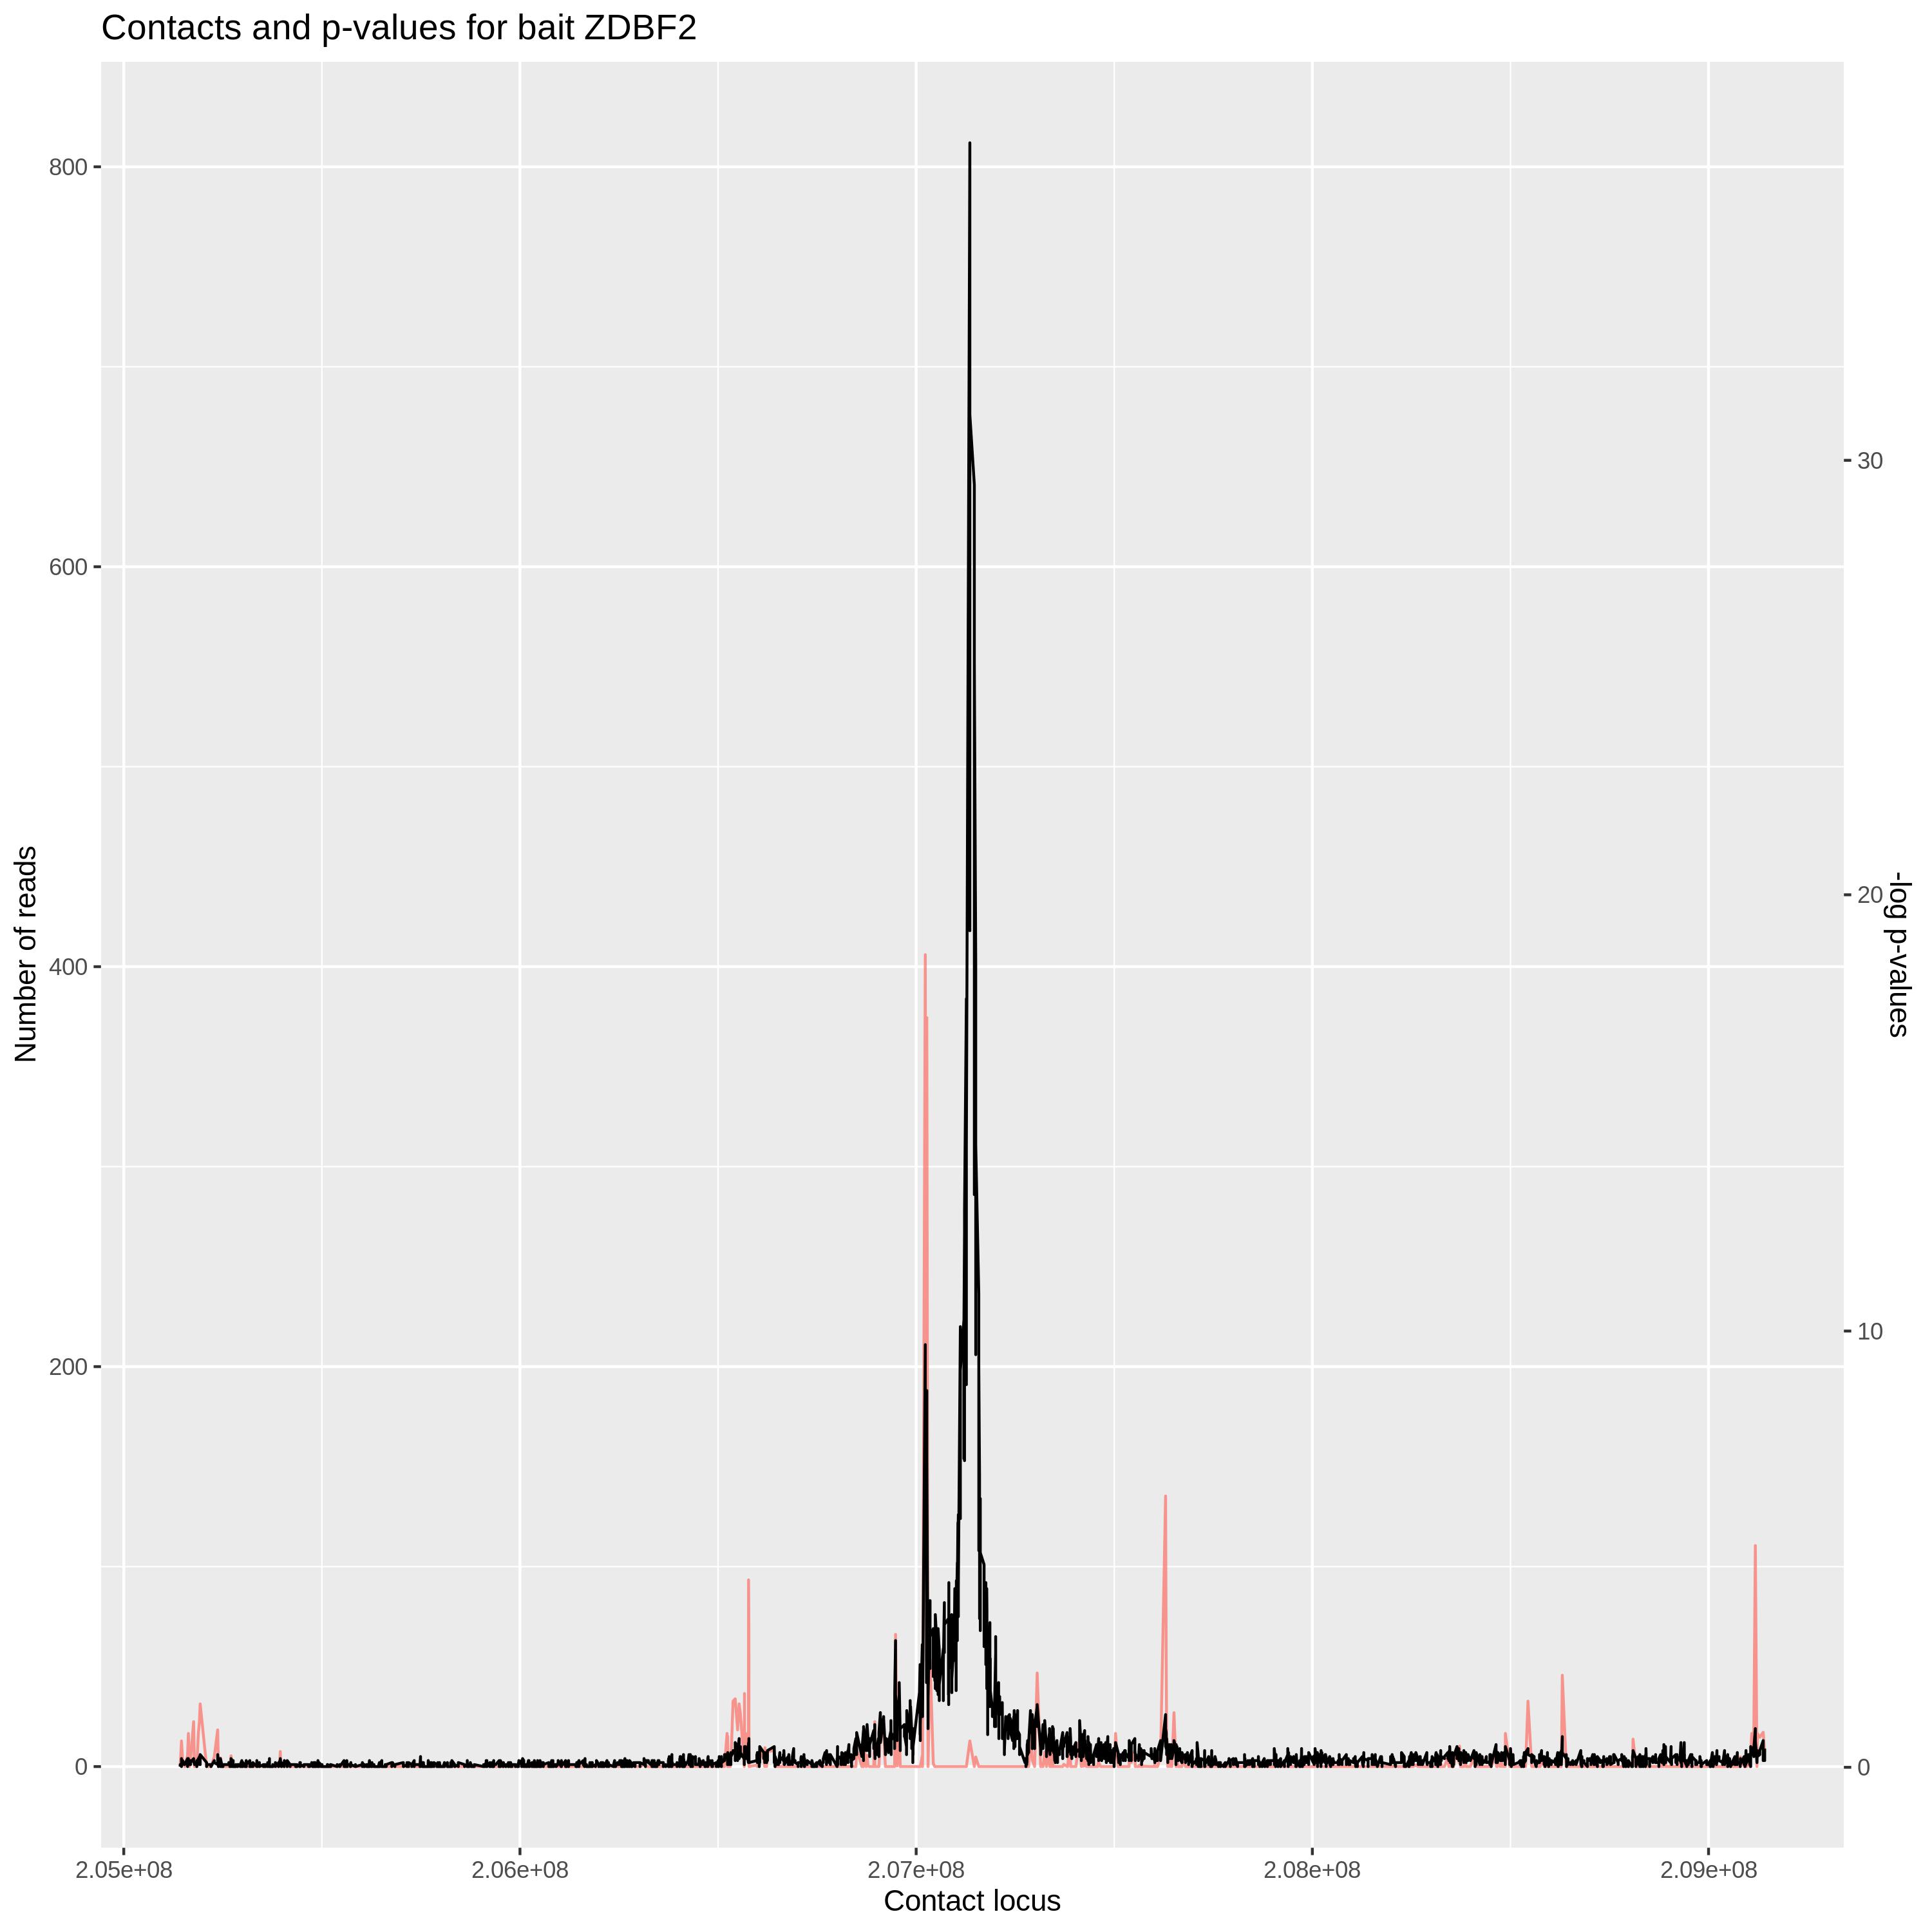 Contacts and p-values for bait ZDBF2
Number of reads
800
600
400
200
0
30
20
10
0
-log p-values
2.05e+08
2.06e+08
2.07e+08
2.08e+08
2.09e+08
Contact locus